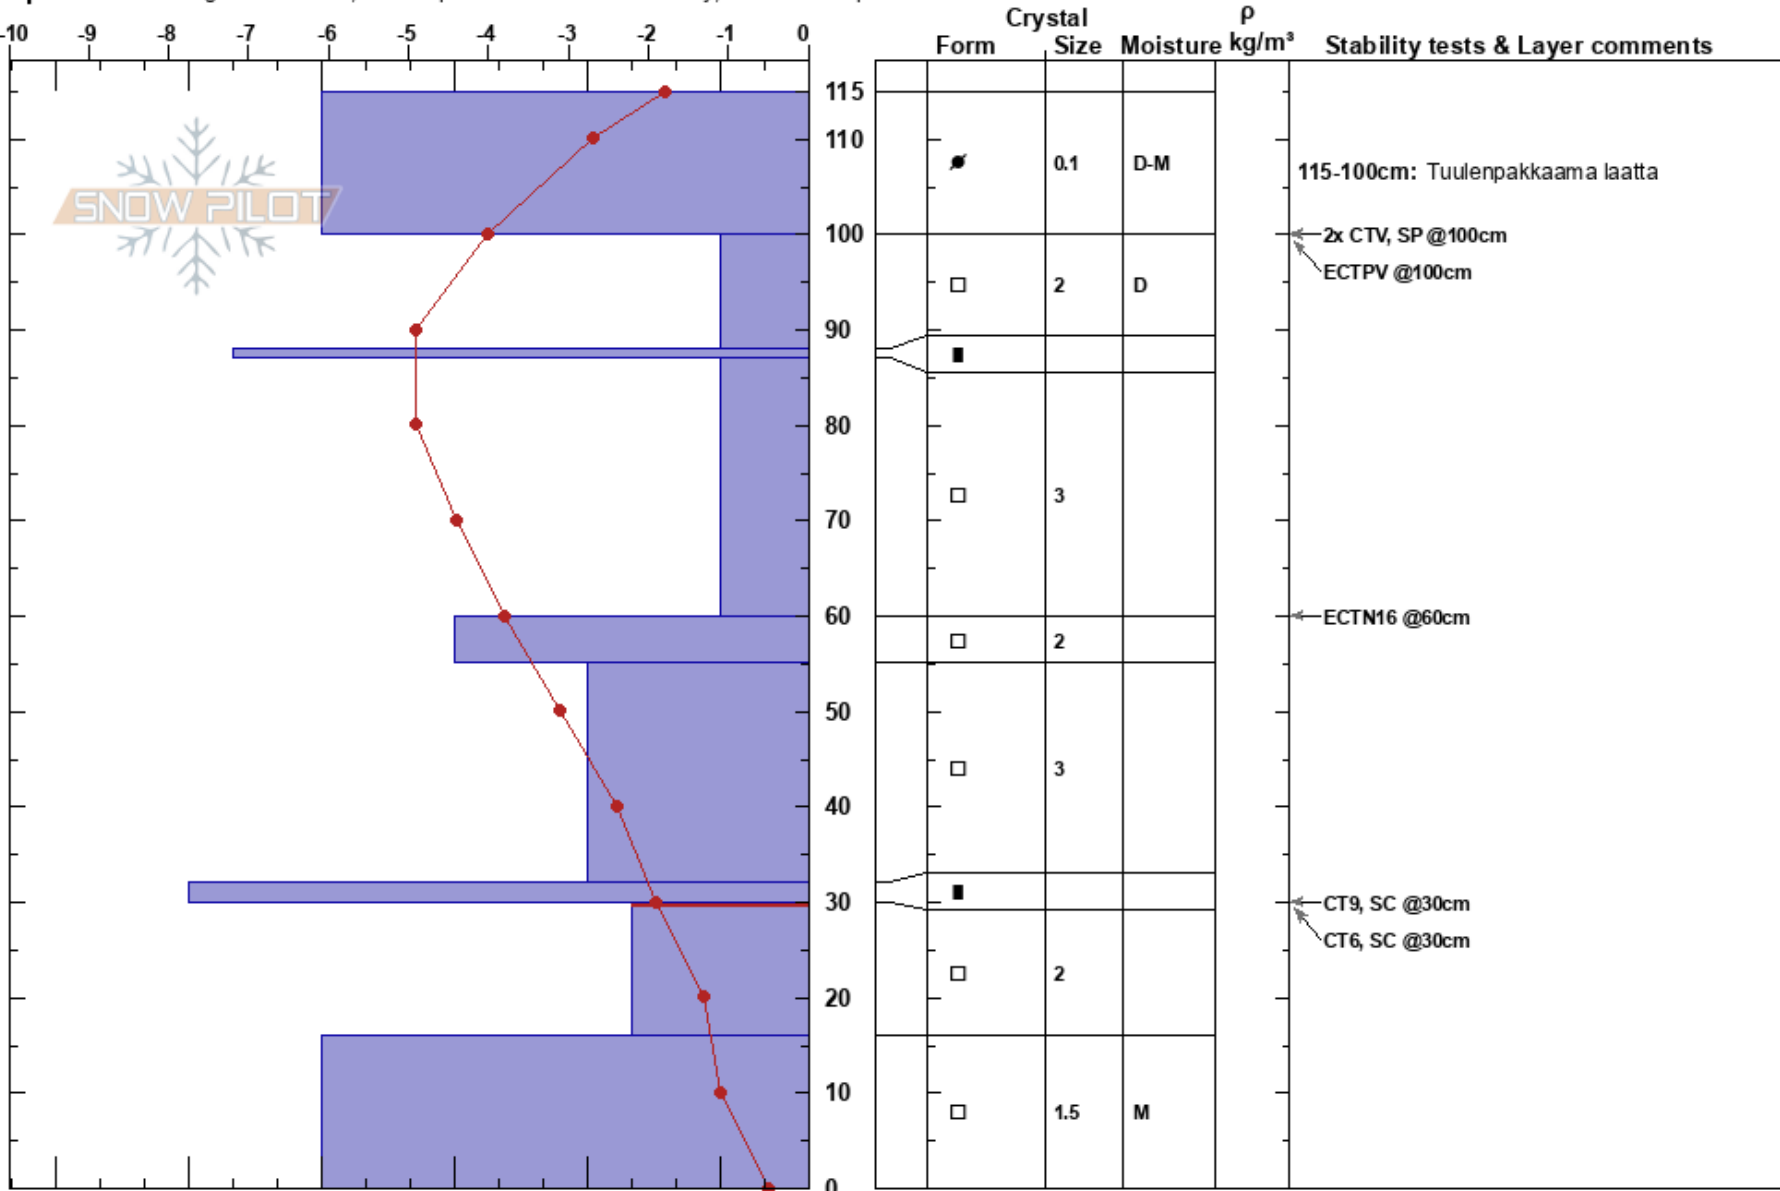 Crystal ρ
-10 -9 -8 -7 -6 -5 -4 -3 -2 -1 0 Form Size Moisture kg/m³ Stability tests & Layer comments
115
110
SNOW PILOT
0.1 D-M
115-100cm: Tuulenpakkaama laatta
100 2x CTV, SP @100cm
ECTPV @100cm
2 D
90
80
3
70
60 ECTN16 @60cm
2
50
3
40
30 CT9, SC @30cm
CT6, SC @30cm
2
20
10
1.5 M
0